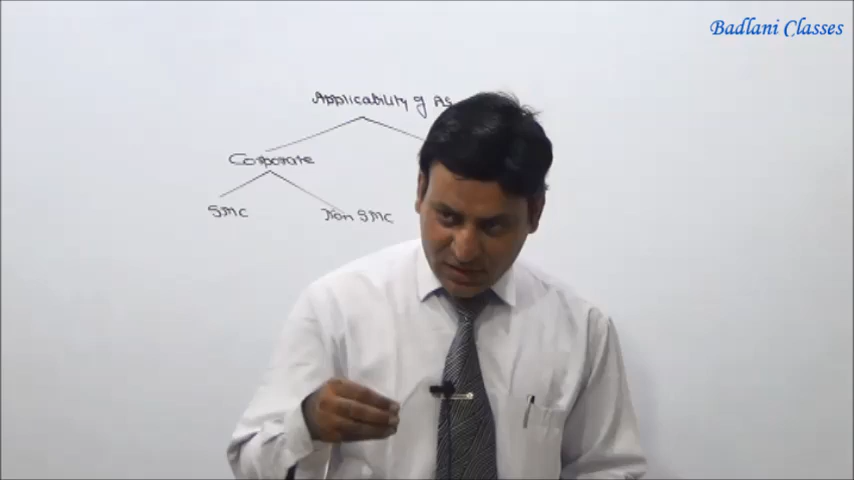 Badlani Classes
Applicability of AS
Corporate
SMC
Non SMC